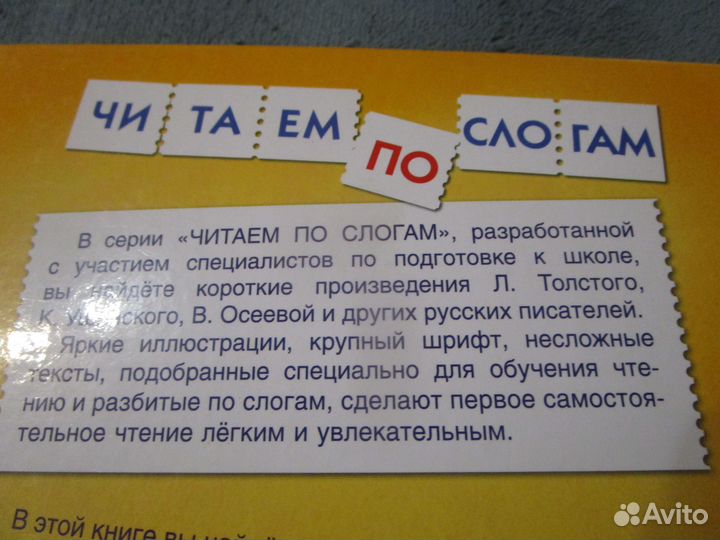 ЧИ ТА ЕМ ПО СЛО ГАМ
В серии «ЧИТАЕМ ПО СЛОГАМ», разработанной
с участием специалистов по подготовке к школе,
вы найдёте короткие произведения Л. Толстого,
К. Ушинского, В. Осеевой и других русских писателей.
Яркие иллюстрации, крупный шрифт, несложные
тексты, подобранные специально для обучения чте-
нию и разбитые по слогам, сделают первое самостоя-
тельное чтение лёгким и увлекательным.
В этой книге вы
Avito